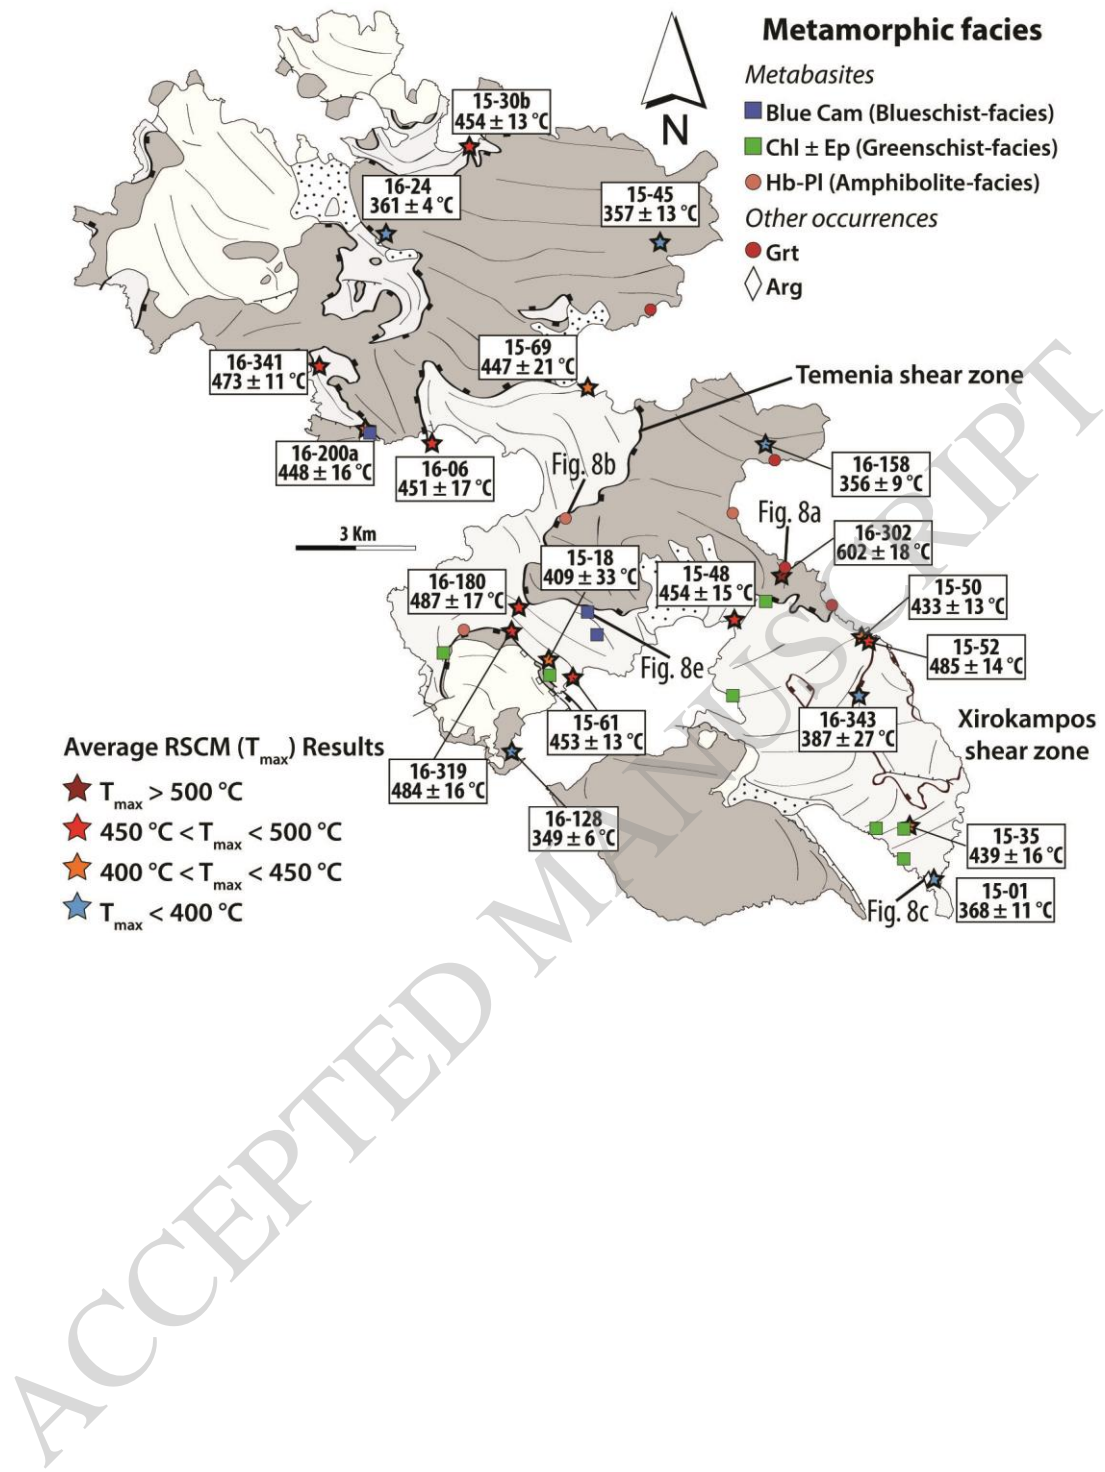 Metamorphic facies
Metabasites
Blue Cam (Blueschist-facies)
Chl ± Ep (Greenschist-facies)
Hb-Pl (Amphibolite-facies)
Other occurrences
Grt
Arg
N
15-30b
454 ± 13 °C
16-24
361 ± 4 °C
15-45
357 ± 13 °C
16-341
473 ± 11 °C
15-69
447 ± 21 °C
Temenia shear zone
16-200a
448 ± 16 °C
16-06
451 ± 17 °C
Fig. 8b
16-158
356 ± 9 °C
Fig. 8a
3 Km
16-302
602 ± 18 °C
15-18
409 ± 33 °C
16-180
487 ± 17 °C
15-48
454 ± 15 °C
15-50
433 ± 13 °C
15-52
485 ± 14 °C
Fig. 8e
15-61
453 ± 13 °C
16-343
387 ± 27 °C
Xirokampos
shear zone
16-319
484 ± 16 °C
16-128
349 ± 6 °C
15-35
439 ± 16 °C
15-01
368 ± 11 °C
Fig. 8c
Average RSCM (Tmax) Results
Tmax > 500 °C
450 °C < Tmax < 500 °C
400 °C < Tmax < 450 °C
Tmax < 400 °C
ACCEPTED MANUSCRIPT